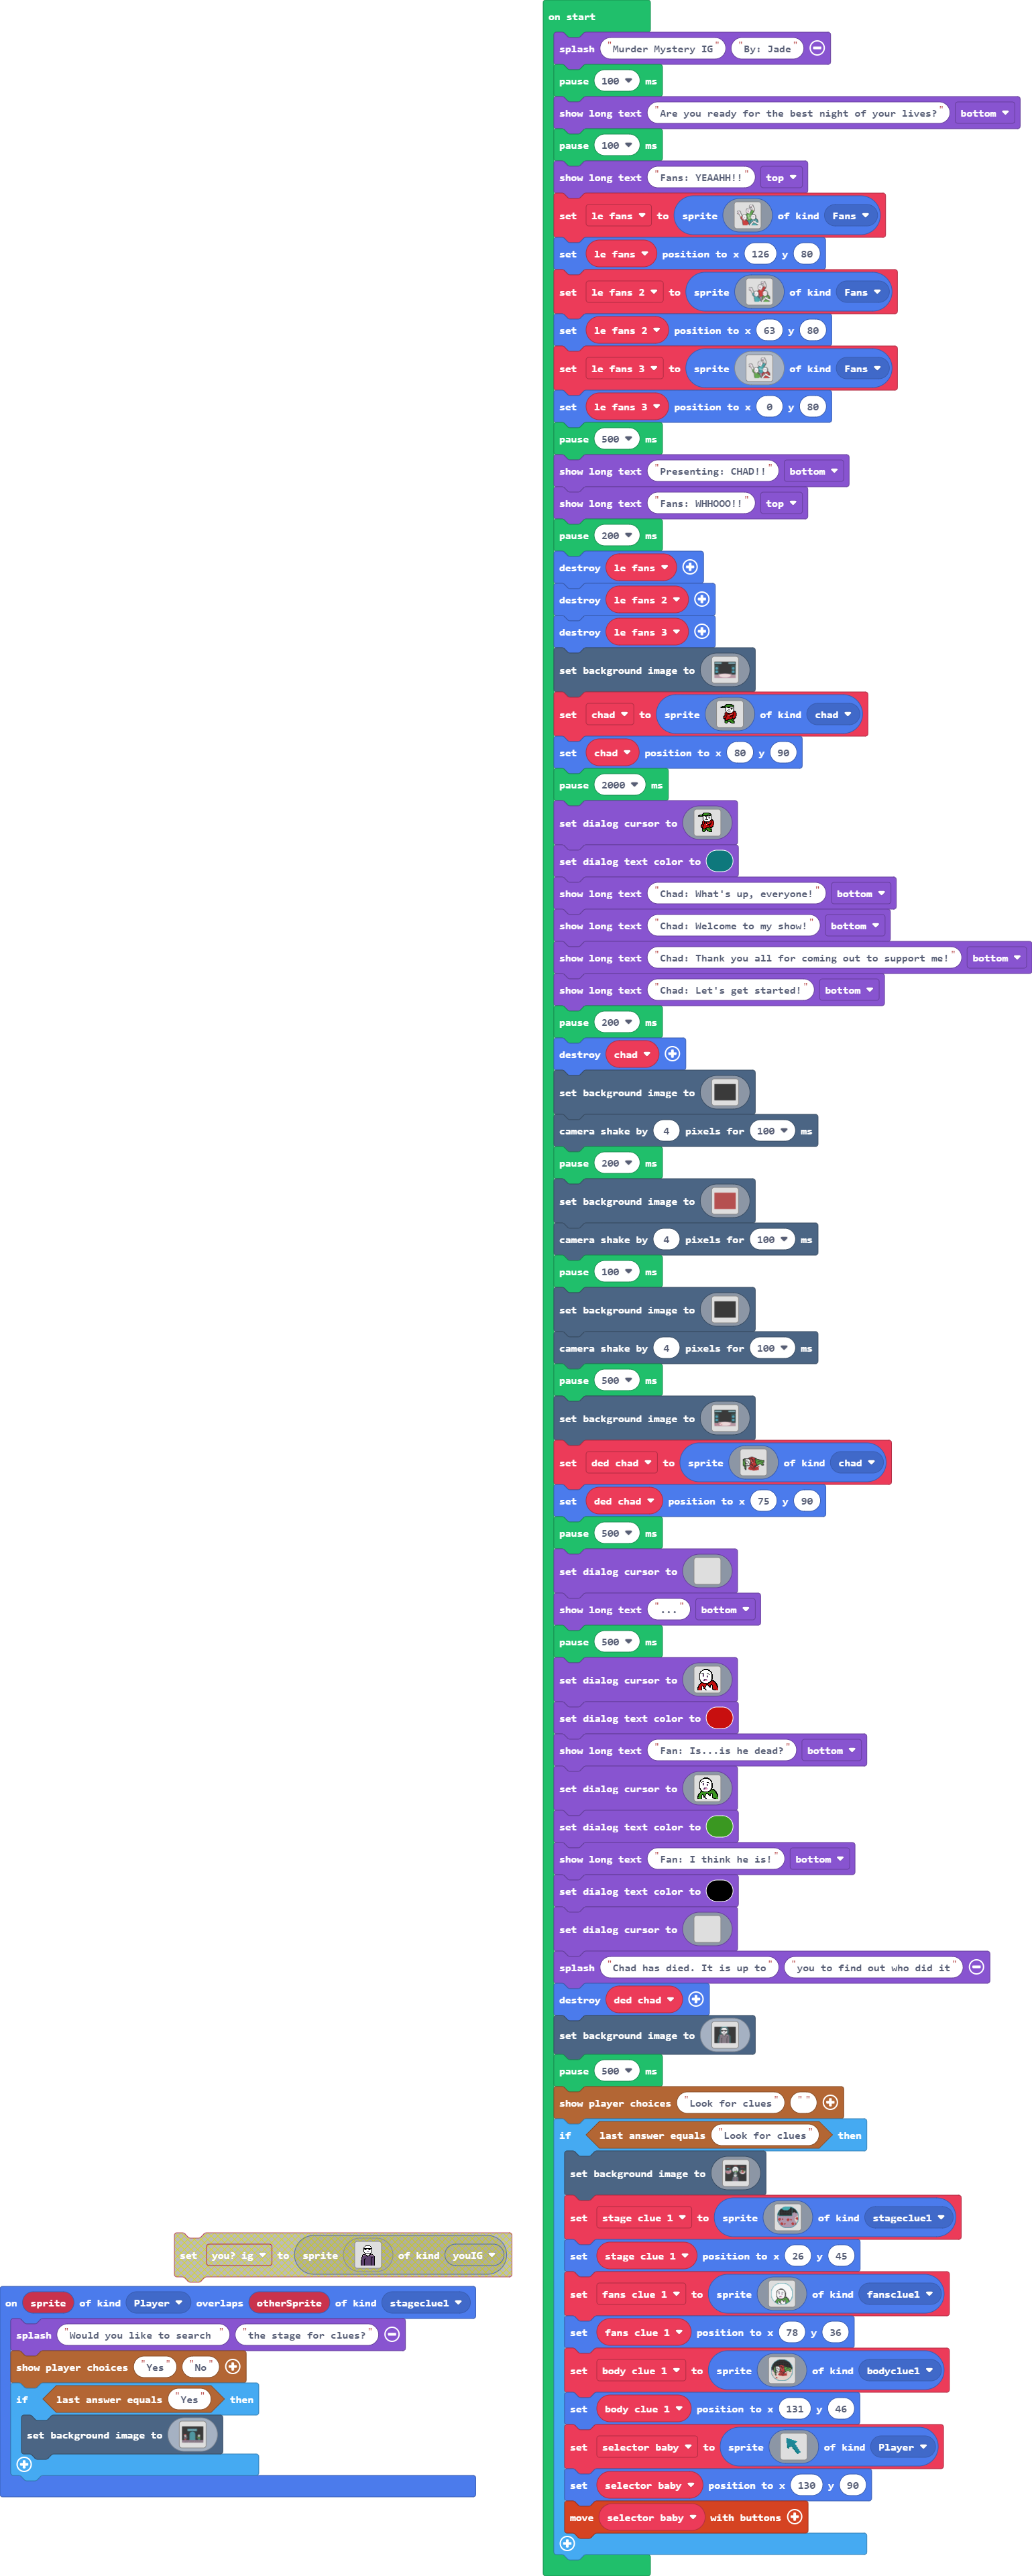 on start
splash "Murder Mystery IG" "By: Jade"
pause 100 ms
show long text "Are you ready for the best night of your lives?" bottom
pause 100 ms
show long text "Fans: YEAAHH!!" top
set le fans to sprite of kind Fans
set le fans position to x 126 y 80
set le fans 2 to sprite of kind Fans
set le fans 2 position to x 63 y 80
set le fans 3 to sprite of kind Fans
set le fans 3 position to x 0 y 80
pause 500 ms
show long text "Presenting: CHAD!!" bottom
show long text "Fans: WHHOOO!!" top
pause 200 ms
destroy le fans
destroy le fans 2
destroy le fans 3
set background image to
set chad to sprite of kind chad
set chad position to x 80 y 90
pause 2000 ms
set dialog cursor to
set dialog text color to
show long text "Chad: What's up, everyone!" bottom
show long text "Chad: Welcome to my show!" bottom
show long text "Chad: Thank you all for coming out to support me!" bottom
show long text "Chad: Let's get started!" bottom
pause 200 ms
destroy chad
set background image to
camera shake by 4 pixels for 100 ms
pause 200 ms
set background image to
camera shake by 4 pixels for 100 ms
pause 100 ms
set background image to
camera shake by 4 pixels for 100 ms
pause 500 ms
set background image to
set ded chad to sprite of kind chad
set ded chad position to x 75 y 90
pause 500 ms
set dialog cursor to
show long text "..." bottom
pause 500 ms
set dialog cursor to
set dialog text color to
show long text "Fan: Is...is he dead?" bottom
set dialog cursor to
set dialog text color to
show long text "Fan: I think he is!" bottom
set dialog text color to
set dialog cursor to
splash "Chad has died. It is up to" "you to find out who did it"
destroy ded chad
set background image to
pause 500 ms
show player choices "Look for clues" " "
if last answer equals "Look for clues" then
set background image to
set stage clue 1 to sprite of kind stageclue1
set stage clue 1 position to x 26 y 45
set fans clue 1 to sprite of kind fansclue1
set fans clue 1 position to x 78 y 36
set body clue 1 to sprite of kind bodyclue1
set body clue 1 position to x 131 y 46
set selector baby to sprite of kind Player
set selector baby position to x 130 y 90
move selector baby with buttons
set you? ig to sprite of kind youIG
on sprite of kind Player overlaps otherSprite of kind stageclue1
splash "Would you like to search " "the stage for clues?"
show player choices "Yes" "No"
if last answer equals "Yes" then
set background image to